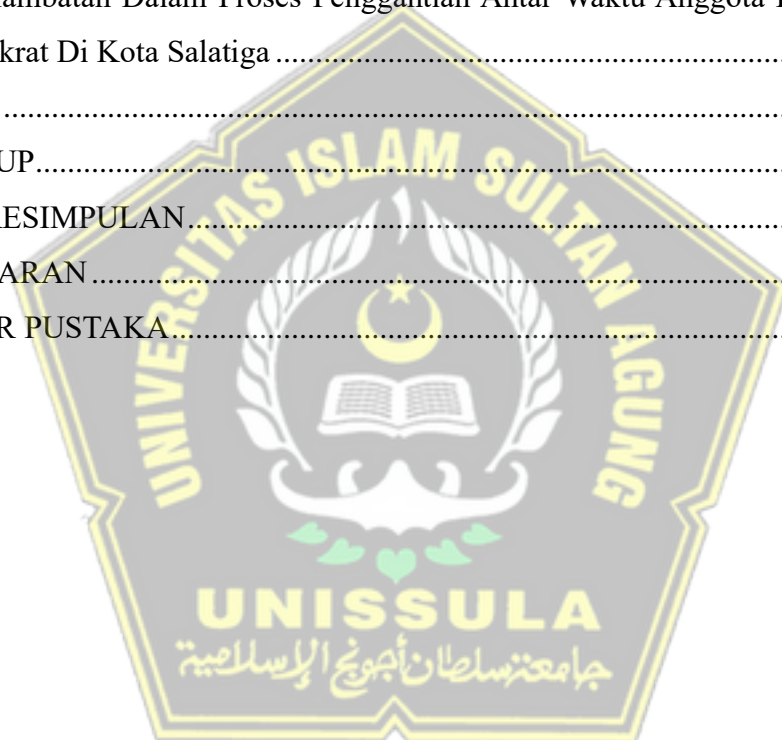 lambatan Dalam Proses Penggantian Antar Waktu Anggota
krat Di Kota Salatiga ................................................................
................................................................
UP................................................................
ESIMPULAN................................................................
ARAN ................................................................
R PUSTAKA................................................................
UNIVERSITAS ISLAM SULTAN AGUNG
UNISSULA
جامعة سلطان أجونج الإسلامية